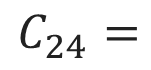 C₂₄ =